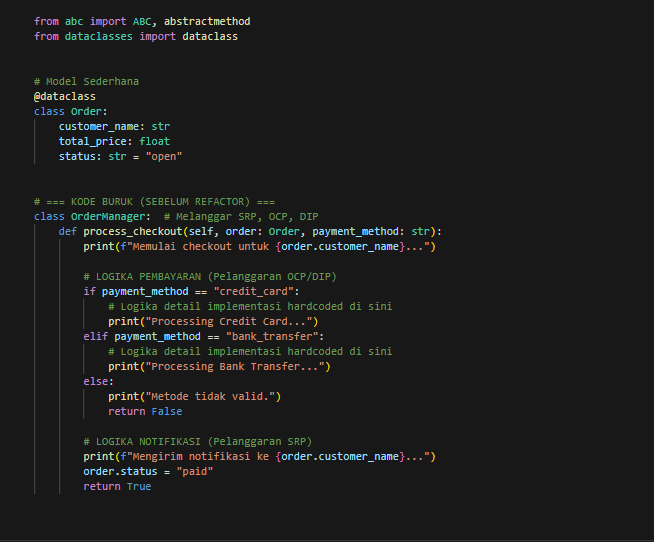 from abc import ABC, abstractmethod
from dataclasses import dataclass
# Model Sederhana
@dataclass
class Order:
    customer_name: str
    total_price: float
    status: str = "open"
# === KODE BURUK (SEBELUM REFACTOR) ===
class OrderManager:  # Melanggar SRP, OCP, DIP
    def process_checkout(self, order: Order, payment_method: str):
        print(f"Memulai checkout untuk {order.customer_name}...")
        # LOGIKA PEMBAYARAN (Pelanggaran OCP/DIP)
        if payment_method == "credit_card":
            # Logika detail implementasi hardcoded di sini
            print("Processing Credit Card...")
        elif payment_method == "bank_transfer":
            # Logika detail implementasi hardcoded di sini
            print("Processing Bank Transfer...")
        else:
            print("Metode tidak valid.")
            return False
        # LOGIKA NOTIFIKASI (Pelanggaran SRP)
        print(f"Mengirim notifikasi ke {order.customer_name}...")
        order.status = "paid"
        return True